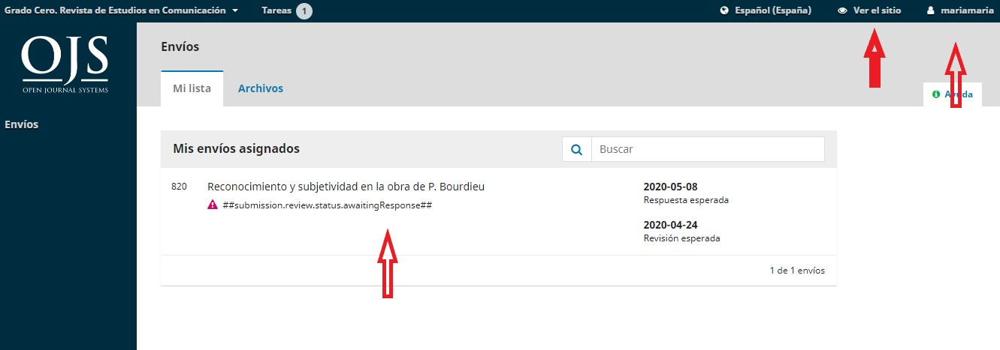 Grado Cero. Revista de Estudios en Comunicación Tareas 1 Español (España) Ver el sitio mariamaria
OJS
OPEN JOURNAL SYSTEMS
Envíos
Envíos
Mi lista Archivos
Ayuda
Mis envíos asignados Buscar
820 Reconocimiento y subjetividad en la obra de P. Bourdieu 2020-05-08
##submission.review.status.awaitingResponse## Respuesta esperada
2020-04-24
Revisión esperada
1 de 1 envíos